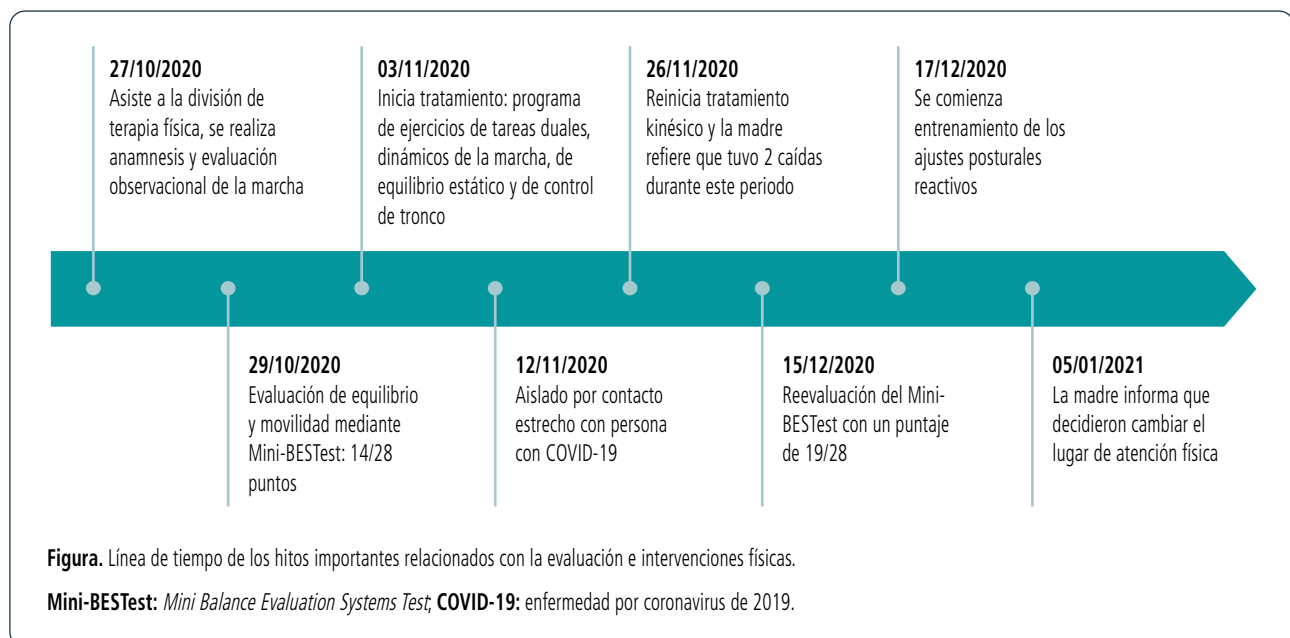 27/10/2020
Asiste a la división de
terapia física, se realiza
anamnesis y evaluación
observacional de la marcha
03/11/2020
Inicia tratamiento: programa
de ejercicios de tareas duales,
dinámicos de la marcha, de
equilibrio estático y de control
de tronco
26/11/2020
Reinicia tratamiento
kinésico y la madre
refiere que tuvo 2 caídas
durante este periodo
17/12/2020
Se comienza
entrenamiento de los
ajustes posturales
reactivos
29/10/2020
Evaluación de equilibrio
y movilidad mediante
Mini-BESTest: 14/28
puntos
12/11/2020
Aislado por contacto
estrecho con persona
con COVID-19
15/12/2020
Reevaluación del Mini-
BESTest con un puntaje
de 19/28
05/01/2021
La madre informa que
decidieron cambiar el
lugar de atención física
Figura. Línea de tiempo de los hitos importantes relacionados con la evaluación e intervenciones físicas.
Mini-BESTest: Mini Balance Evaluation Systems Test; COVID-19: enfermedad por coronavirus de 2019.